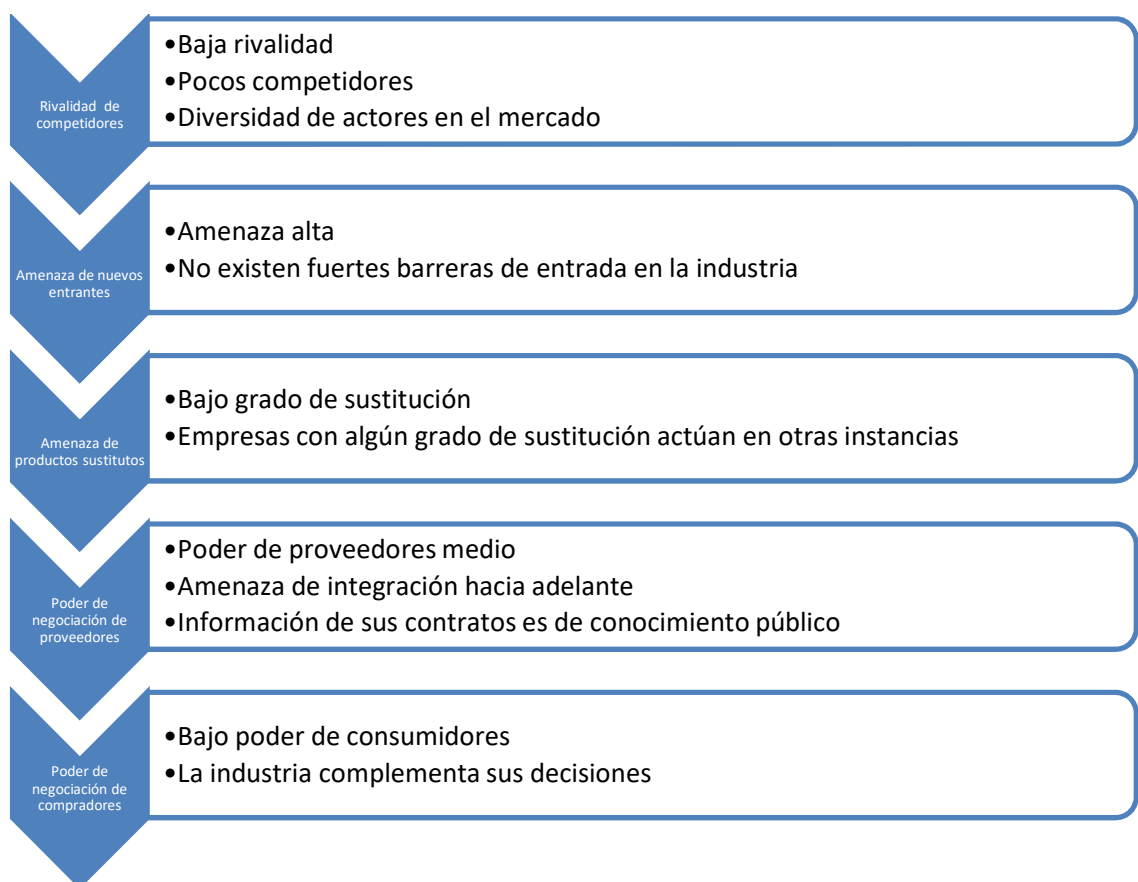 Rivalidad de
competidores
•Baja rivalidad
•Pocos competidores
•Diversidad de actores en el mercado
Amenaza de nuevos
entrantes
•Amenaza alta
•No existen fuertes barreras de entrada en la industria
Amenaza de
productos sustitutos
•Bajo grado de sustitución
•Empresas con algún grado de sustitución actúan en otras instancias
Poder de
negociación de
proveedores
•Poder de proveedores medio
•Amenaza de integración hacia adelante
•Información de sus contratos es de conocimiento público
Poder de
negociación de
compradores
•Bajo poder de consumidores
•La industria complementa sus decisiones